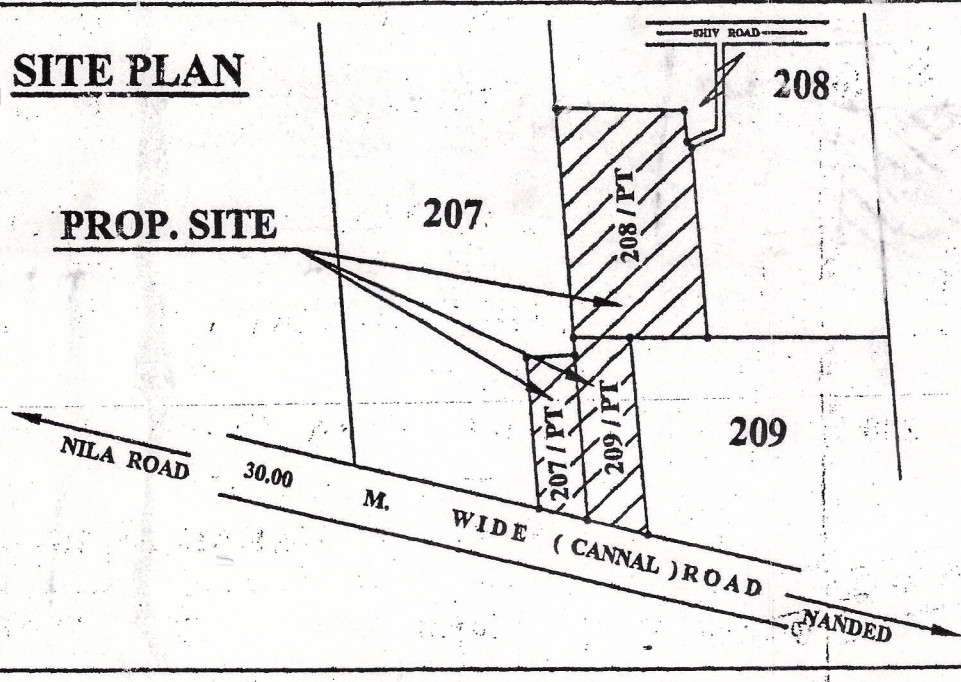 SHIV ROAD
SITE PLAN
208
207
PROP. SITE
208 / PT
207 / PT
209 / PT
209
NILA ROAD
30.00 M. WIDE ( CANNAL ) ROAD
NANDED